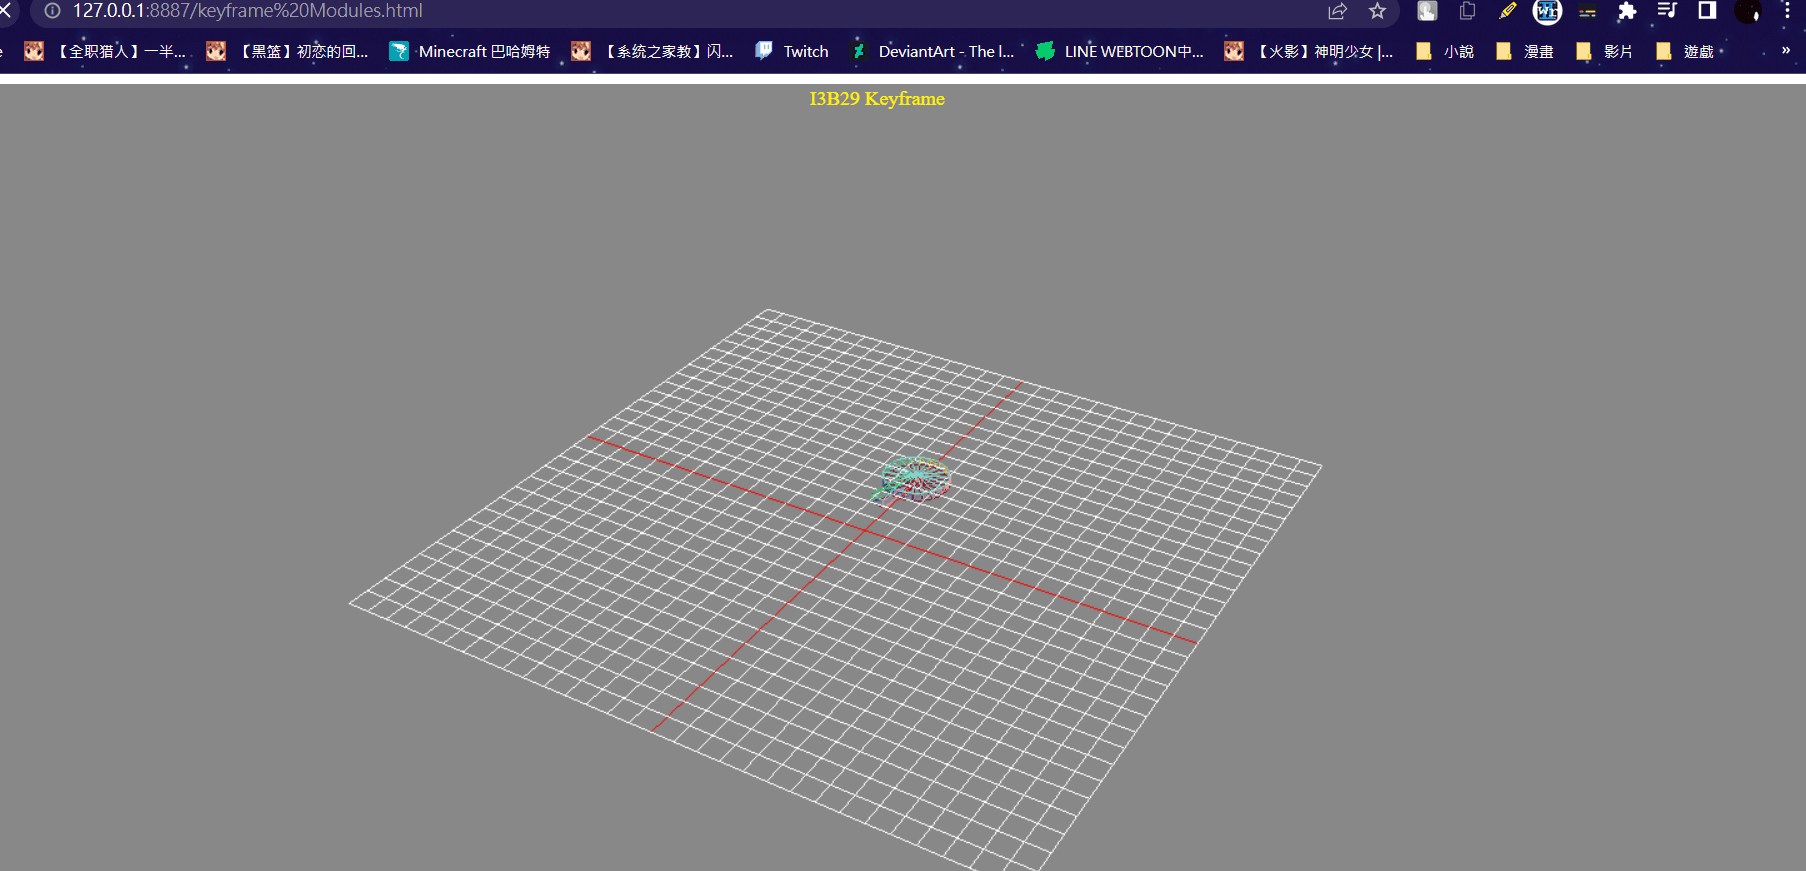 127.0.0.1:8887/keyframe%20Modules.html
e 【全职猎人】一半... 【黑篮】初恋的回... Minecraft 巴哈姆特 【系统之家教】闪... Twitch DeviantArt - The l... LINE WEBTOON中... 【火影】神明少女 |... 小說 漫畫 影片 遊戲 »
I3B29 Keyframe